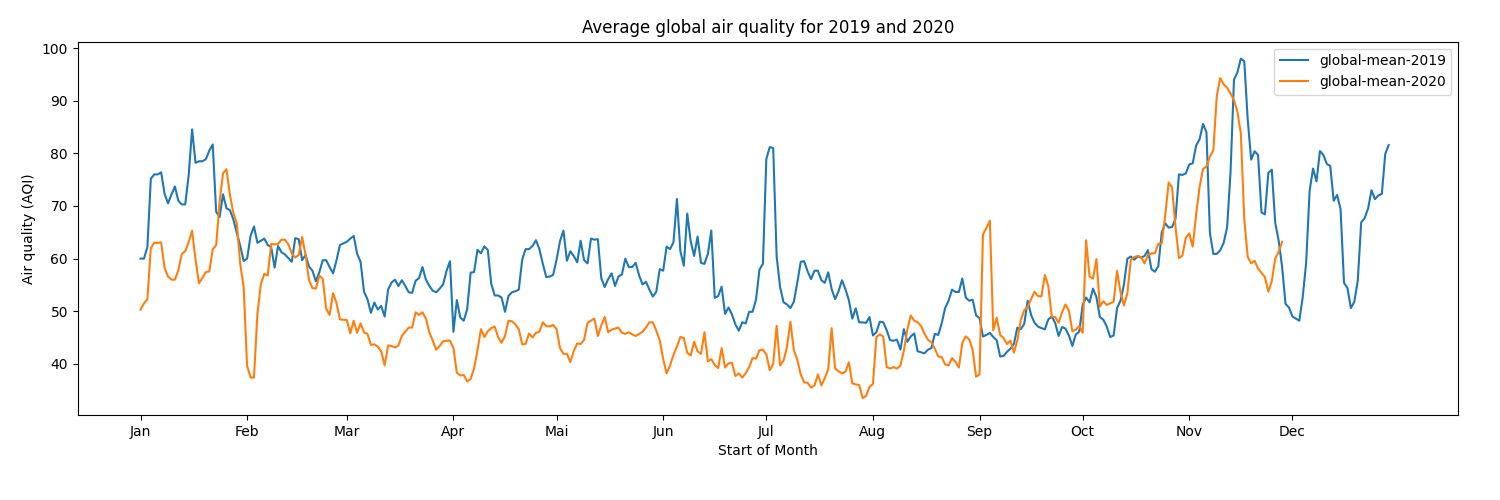 Average global air quality for 2019 and 2020
global-mean-2019
global-mean-2020
Air quality (AQI)
100
90
80
70
60
50
40
Jan Feb Mar Apr Mai Jun Jul Aug Sep Oct Nov Dec
Start of Month